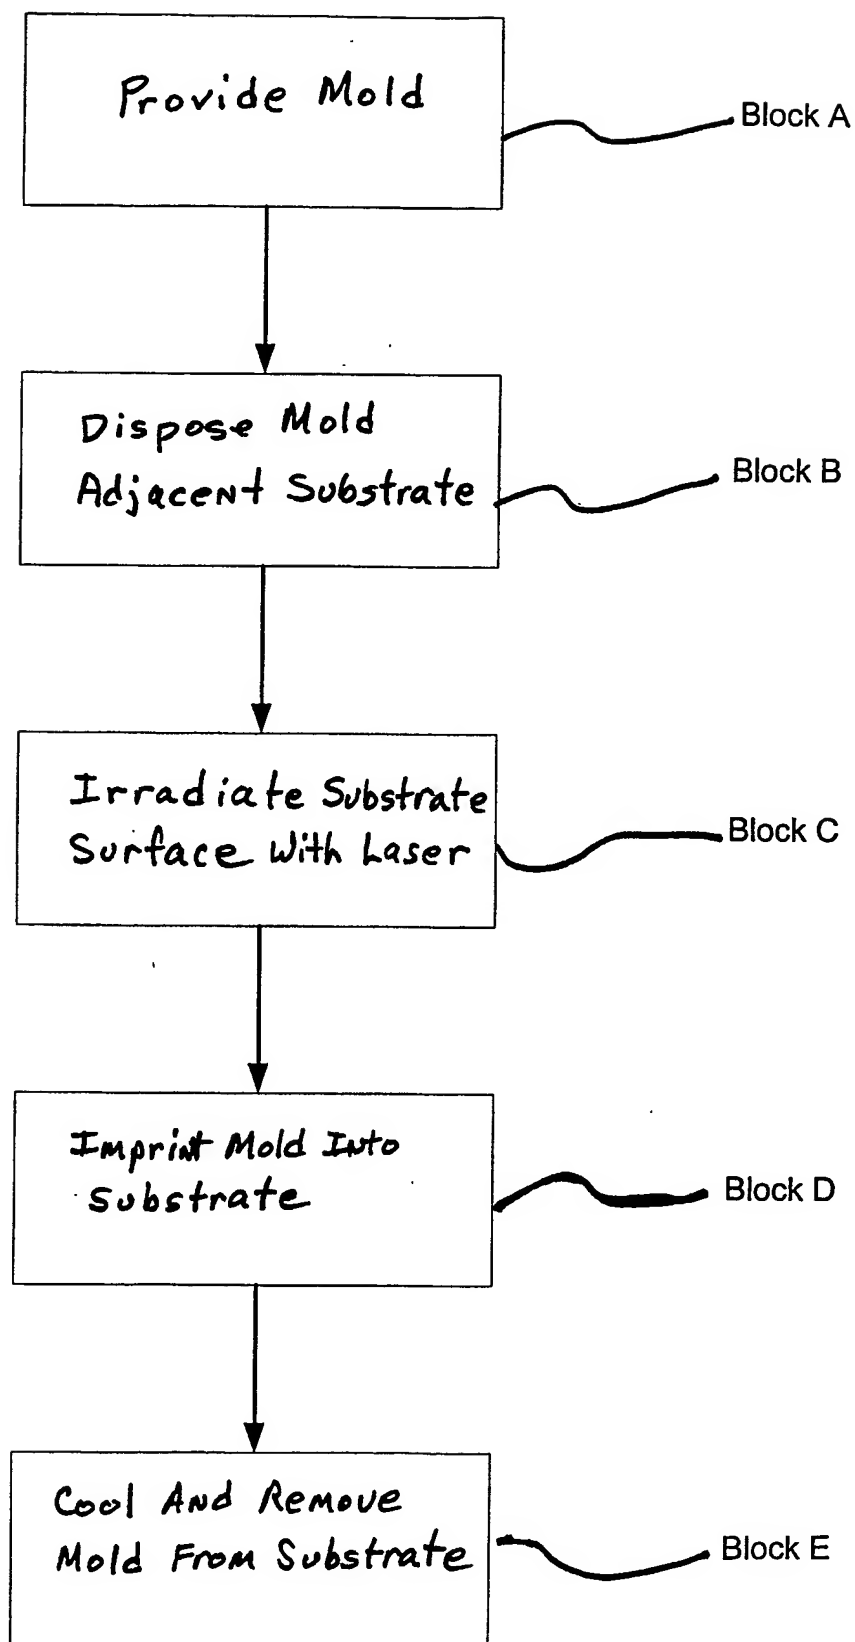 Provide Mold
Block A
Dispose Mold
Adjacent Substrate
Block B
Irradiate Substrate
Surface With Laser
Block C
Imprint Mold Into
Substrate
Block D
Cool And Remove
Mold From Substrate
Block E